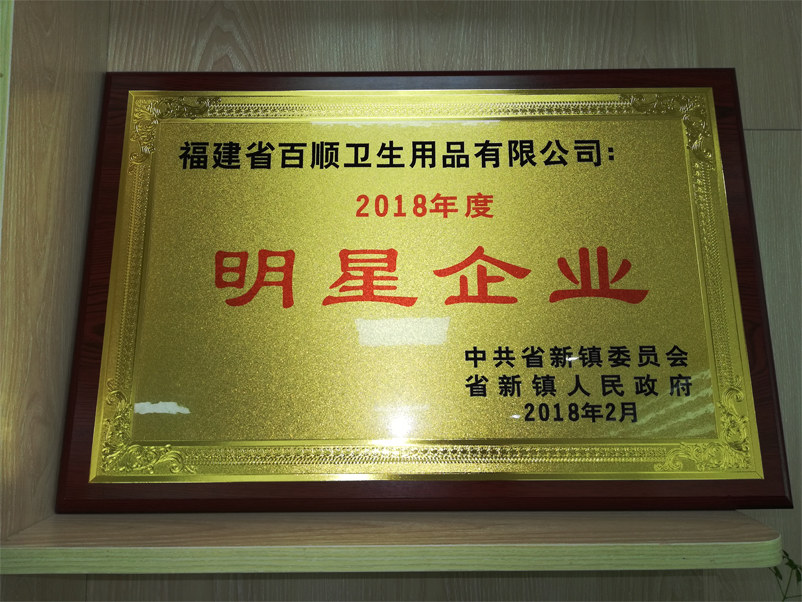 福建省百顺卫生用品有限公司:
2018年度
明星企业
中共省新镇委员会
省新镇人民政府
2018年2月